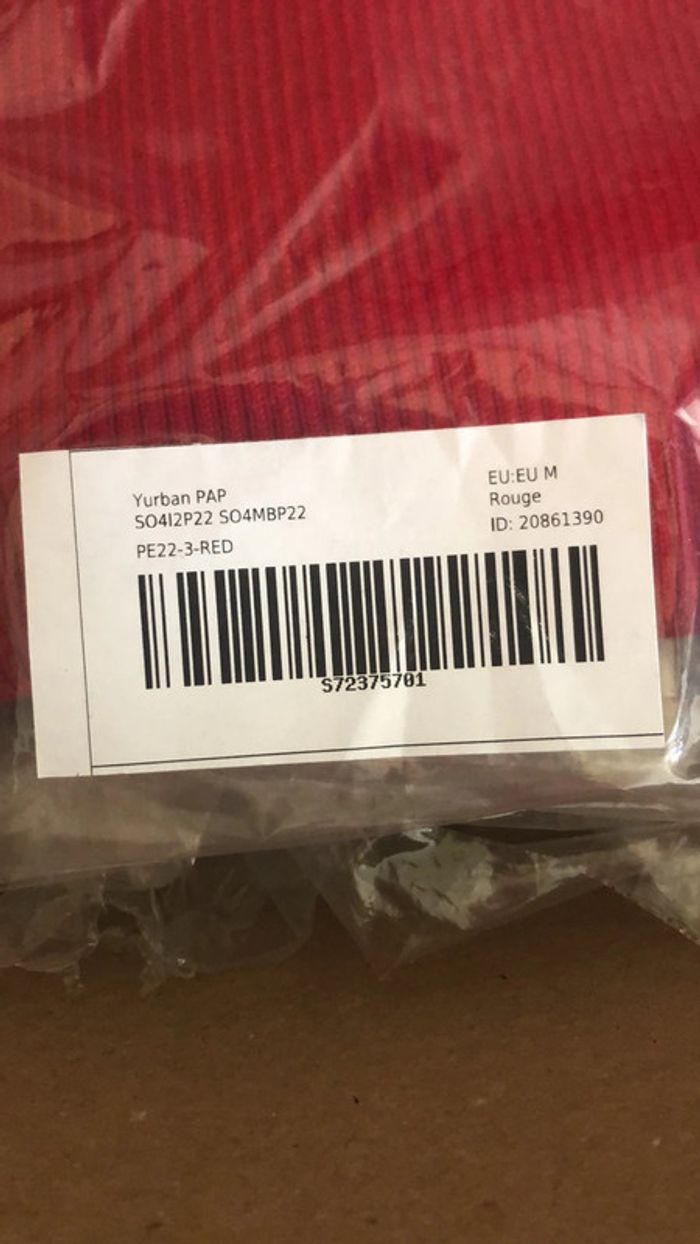 Yurban PAP
SO4I2P22 SO4MBP22
PE22-3-RED
EU:EU M
Rouge
ID: 20861390
S72375701